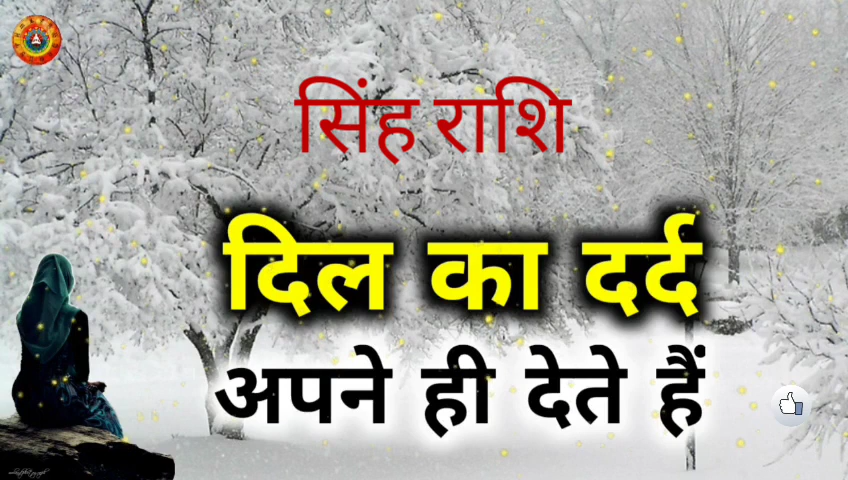 सिंह राशि
दिल का दर्द
अपने ही देते हैं